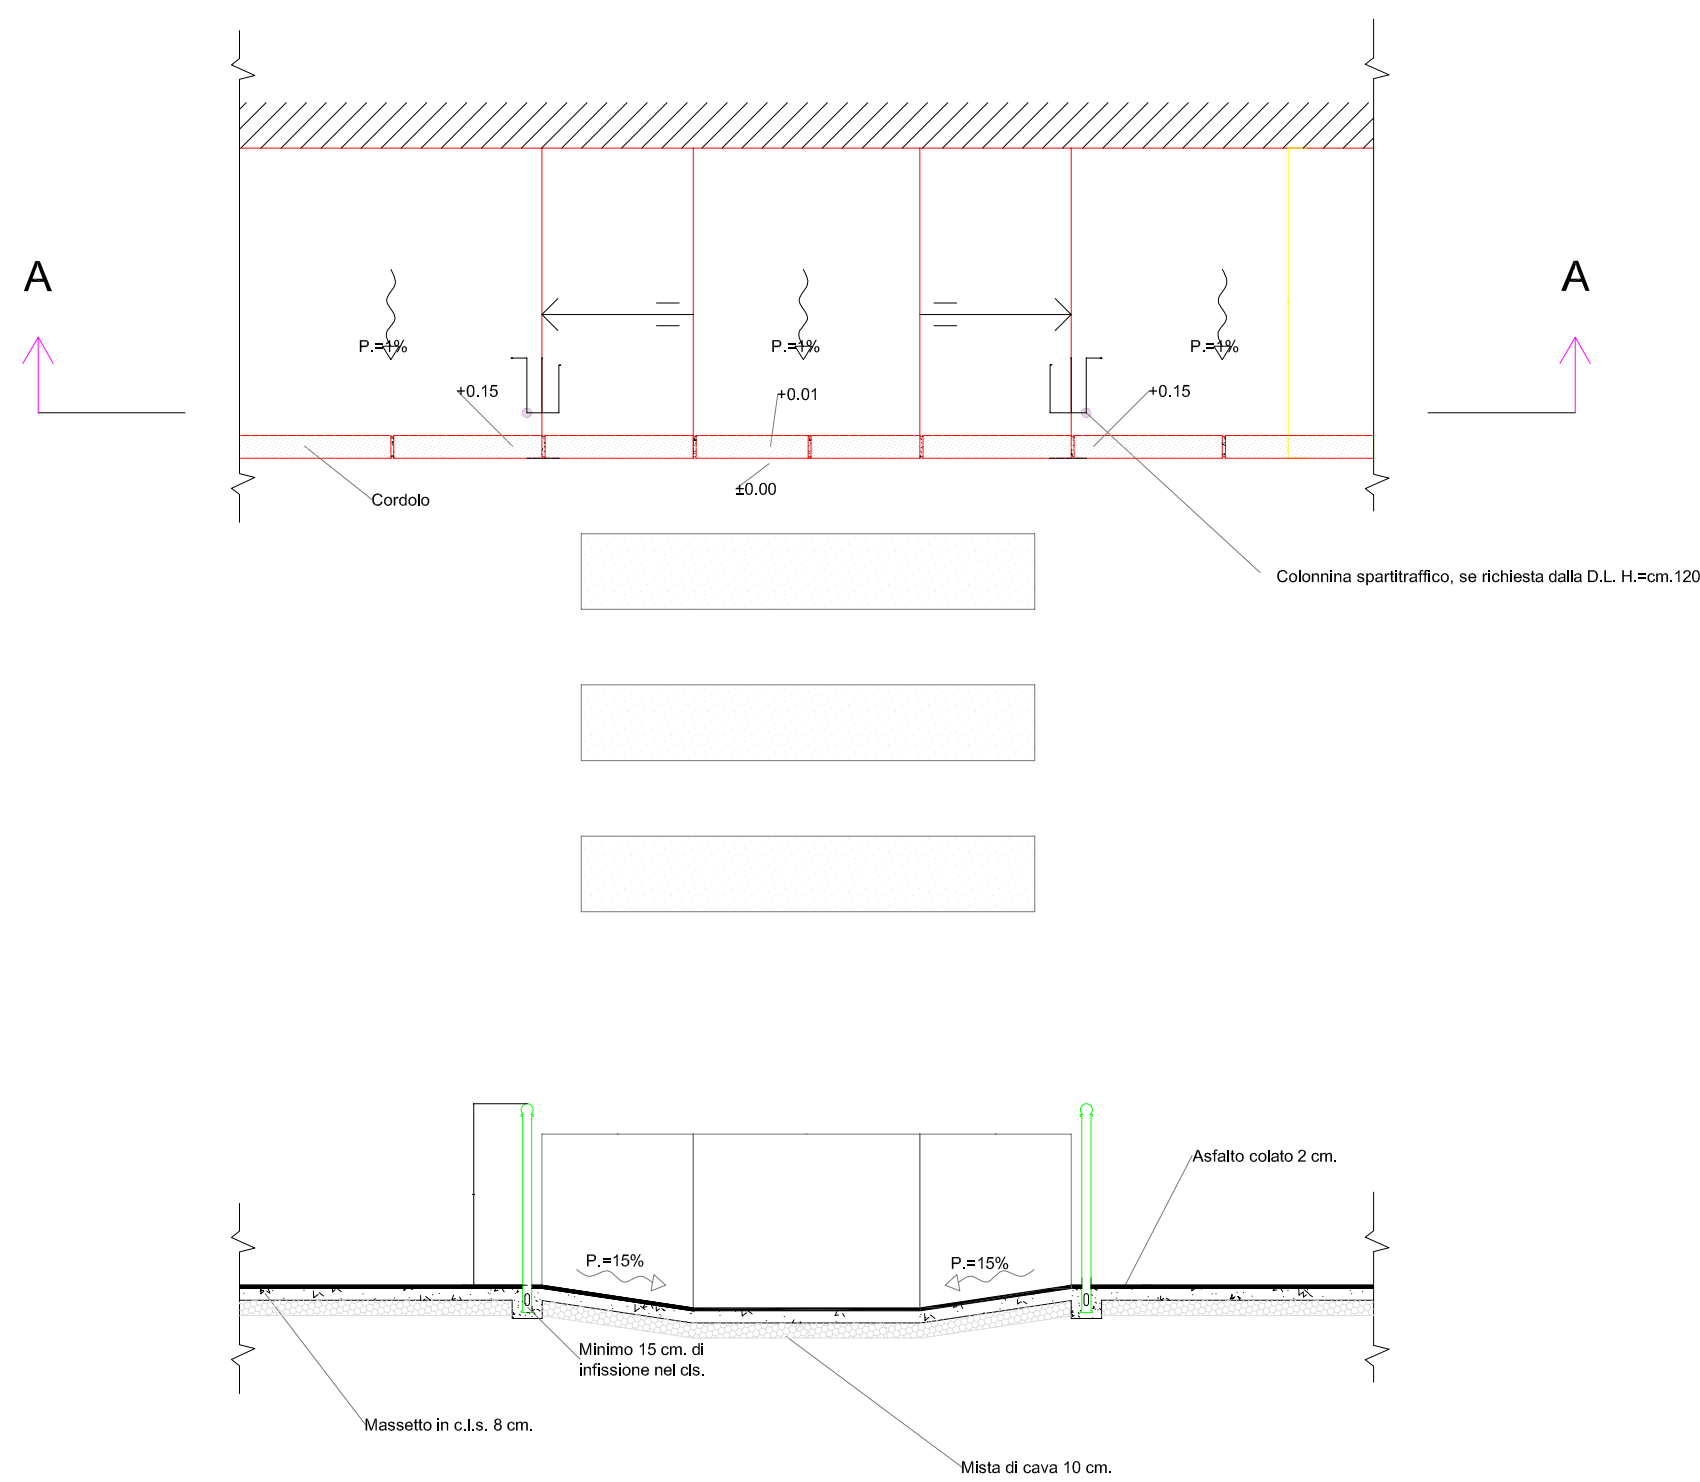 A
A
P.=1%
P.=1%
P.=1%
+0.15
+0.01
+0.15
Cordolo
±0.00
Colonnina spartitraffico, se richiesta dalla D.L. H.=cm.120
Asfalto colato 2 cm.
P.=15%
P.=15%
Minimo 15 cm. di
infissione nel cls.
Massetto in c.l.s. 8 cm.
Mista di cava 10 cm.